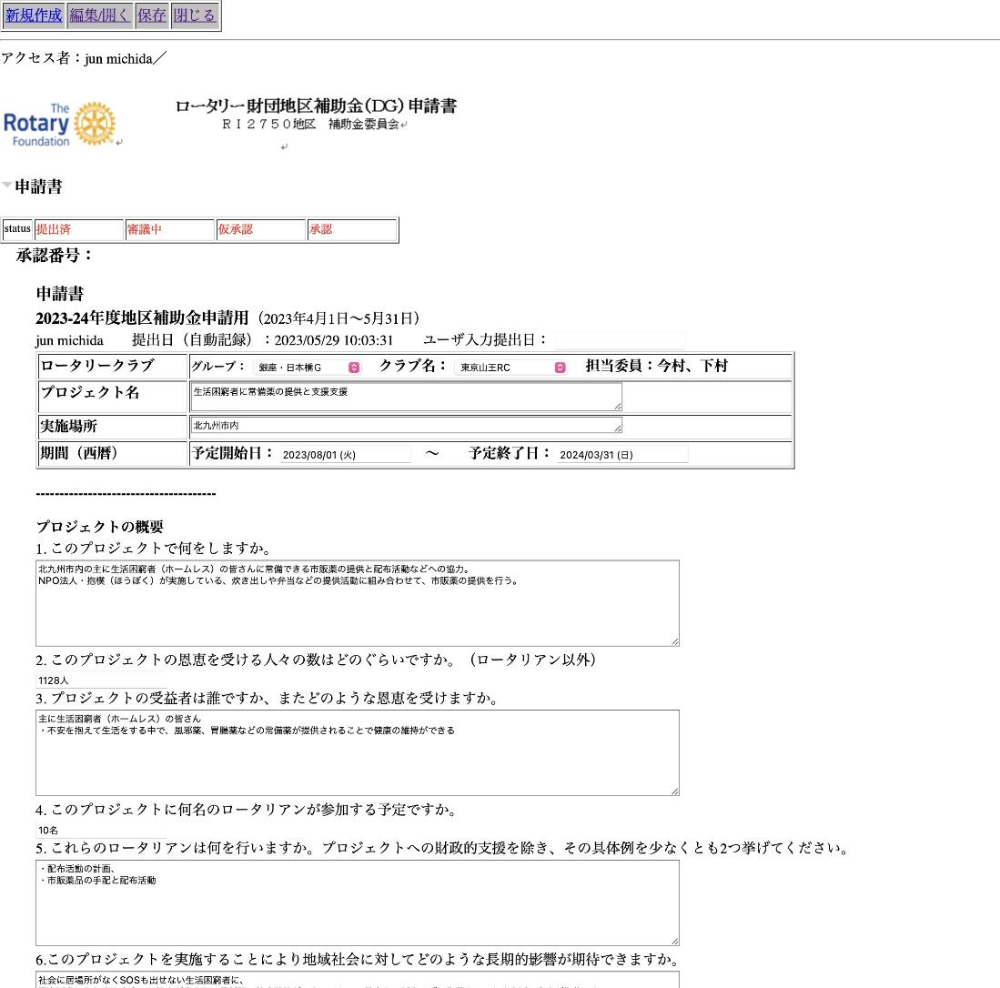 新規作成 編集/開く 保存 閉じる
アクセス者：jun michida／
The Rotary Foundation
ロータリー財団地区補助金(DG)申請書
ＲＩ２７５０地区　補助金委員会
申請書
status 提出済 審議中 仮承認 承認
承認番号：
申請書
2023-24年度地区補助金申請用（2023年4月1日〜5月31日）
jun michida　　提出日（自動記録）：2023/05/29 10:03:31　　ユーザ入力提出日：
ロータリークラブ グループ： 銀座・日本橋G クラブ名： 東京山王RC 担当委員：今村、下村
プロジェクト名 生活困窮者に常備薬の提供と支援支援
実施場所 北九州市内
期間（西暦） 予定開始日： 2023/08/01 (火) 〜 予定終了日： 2024/03/31 (日)
--------------------------------------
プロジェクトの概要
1. このプロジェクトで何をしますか。
北九州市内の主に生活困窮者（ホームレス）の皆さんに常備できる市販薬の提供と配布活動などへの協力。
NPO法人・抱樸（ほうぼく）が実施している、炊き出しや弁当などの提供活動に組み合わせて、市販薬の提供を行う。
2. このプロジェクトの恩恵を受ける人々の数はどのぐらいですか。（ロータリアン以外）
1128人
3. プロジェクトの受益者は誰ですか、またどのような恩恵を受けますか。
主に生活困窮者（ホームレス）の皆さん
・不安を抱えて生活をする中で、風邪薬、胃腸薬などの常備薬が提供されることで健康の維持ができる
4. このプロジェクトに何名のロータリアンが参加する予定ですか。
10名
5. これらのロータリアンは何を行いますか。プロジェクトへの財政的支援を除き、その具体例を少なくとも2つ挙げてください。
・配布活動の計画、
・市販薬品の手配と配布活動
6.このプロジェクトを実施することにより地域社会に対してどのような長期的影響が期待できますか。
社会に居場所がなくSOSも出せない生活困窮者に、